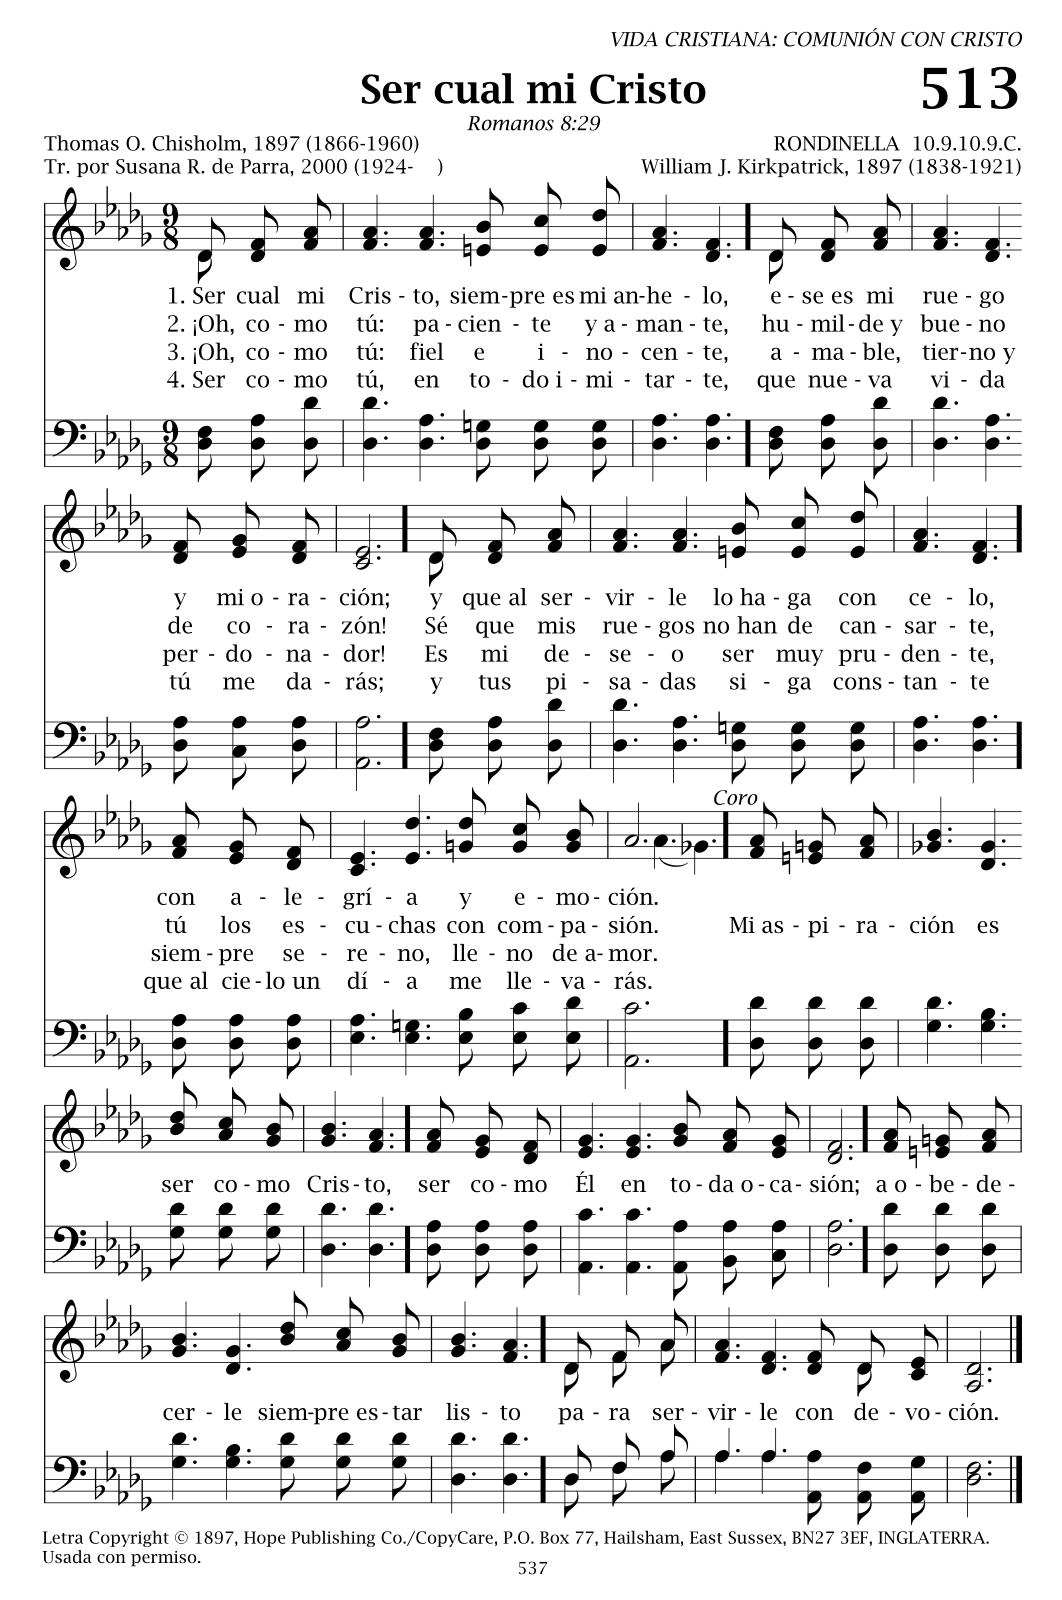 VIDA CRISTIANA: COMUNIÓN CON CRISTO
Ser cual mi Cristo 513
Romanos 8:29
Thomas O. Chisholm, 1897 (1866-1960) RONDINELLA 10.9.10.9.C.
Tr. por Susana R. de Parra, 2000 (1924- ) William J. Kirkpatrick, 1897 (1838-1921)
9 8
1. Ser cual mi Cris - to, siem-pre es mi an-he - lo, e - se es mi rue - go
2. ¡Oh, co - mo tú: pa - cien - te y a - man - te, hu - mil - de y bue - no
3. ¡Oh, co - mo tú: fiel e i - no - cen - te, a - ma - ble, tier - no y
4. Ser co - mo tú, en to - do i - mi - tar - te, que nue - va vi - da
9 8
y mi o - ra - ción; y que al ser - vir - le lo ha - ga con ce - lo,
de co - ra - zón! Sé que mis rue - gos no han de can - sar - te,
per - do - na - dor! Es mi de - se - o ser muy pru - den - te,
tú me da - rás; y tus pi - sa - das si - ga cons - tan - te
Coro
con a - le - grí - a y e - mo - ción.
tú los es - cu - chas con com - pa - sión. Mi as - pi - ra - ción es
siem - pre se - re - no, lle - no de a - mor.
que al cie - lo un dí - a me lle - va - rás.
ser co - mo Cris - to, ser co - mo Él en to - da o - ca - sión; a o - be - de -
cer - le siem-pre es - tar lis - to pa - ra ser - vir - le con de - vo - ción.
Letra Copyright © 1897, Hope Publishing Co./CopyCare, P.O. Box 77, Hailsham, East Sussex, BN27 3EF, INGLATERRA.
Usada con permiso.
537